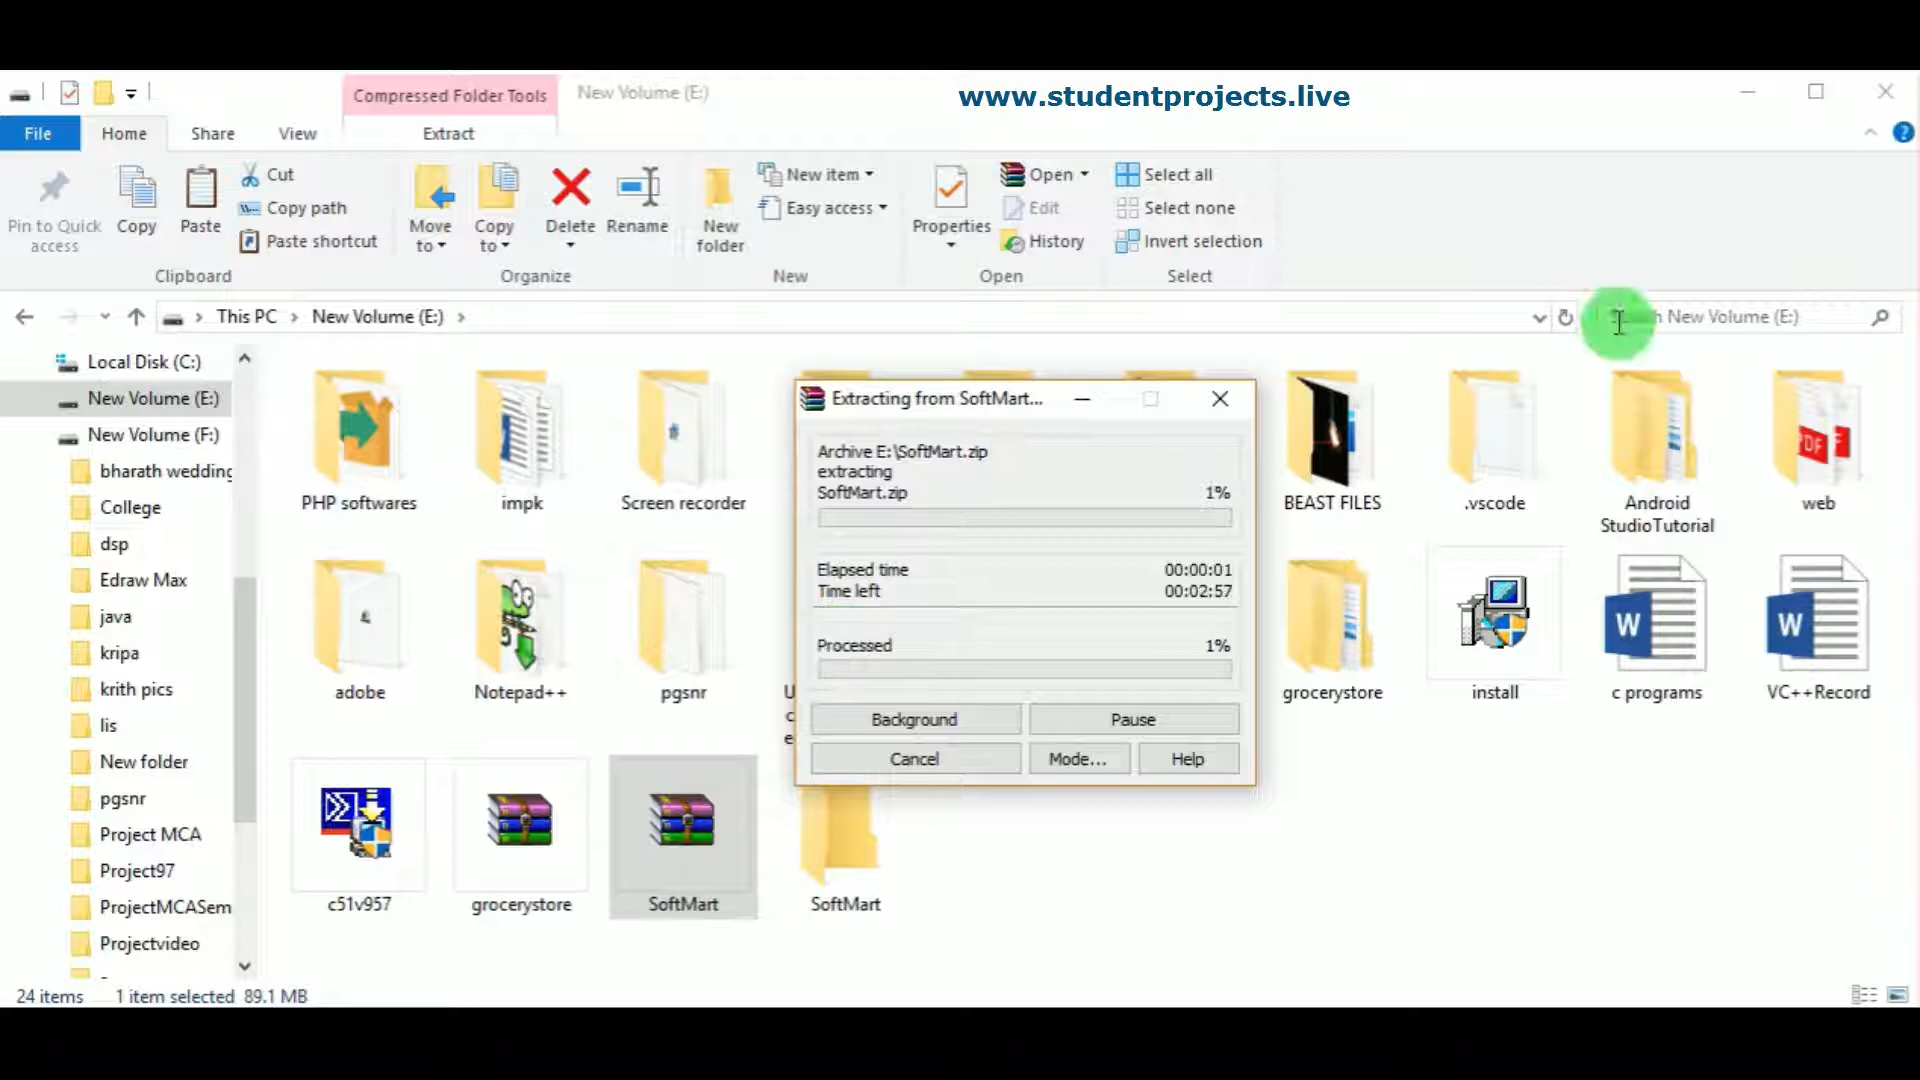 Compressed Folder Tools
New Volume (E:)
www.studentprojects.live
File
Home
Share
View
Extract
Pin to Quick
access
Copy
Paste
Cut
Copy path
Paste shortcut
Clipboard
Move
to
Copy
to
Delete
Rename
Organize
New
folder
New item
Easy access
New
Properties
Open
Edit
History
Open
Select all
Select none
Invert selection
Select
This PC
New Volume (E:)
New Volume (E:)
Local Disk (C:)
New Volume (E:)
New Volume (F:)
bharath wedding
College
dsp
Edraw Max
java
kripa
krith pics
lis
New folder
pgsnr
Project MCA
Project97
ProjectMCASem
Projectvideo
PHP softwares
impk
Screen recorder
BEAST FILES
.vscode
Android
StudioTutorial
web
adobe
Notepad++
pgsnr
grocerystore
install
c programs
VC++Record
c51v957
grocerystore
SoftMart
SoftMart
Extracting from SoftMart...
Archive E:\SoftMart.zip
extracting
SoftMart.zip 1%
Elapsed time 00:00:01
Time left 00:02:57
Processed 1%
Background
Pause
Cancel
Mode...
Help
24 items 1 item selected 89.1 MB